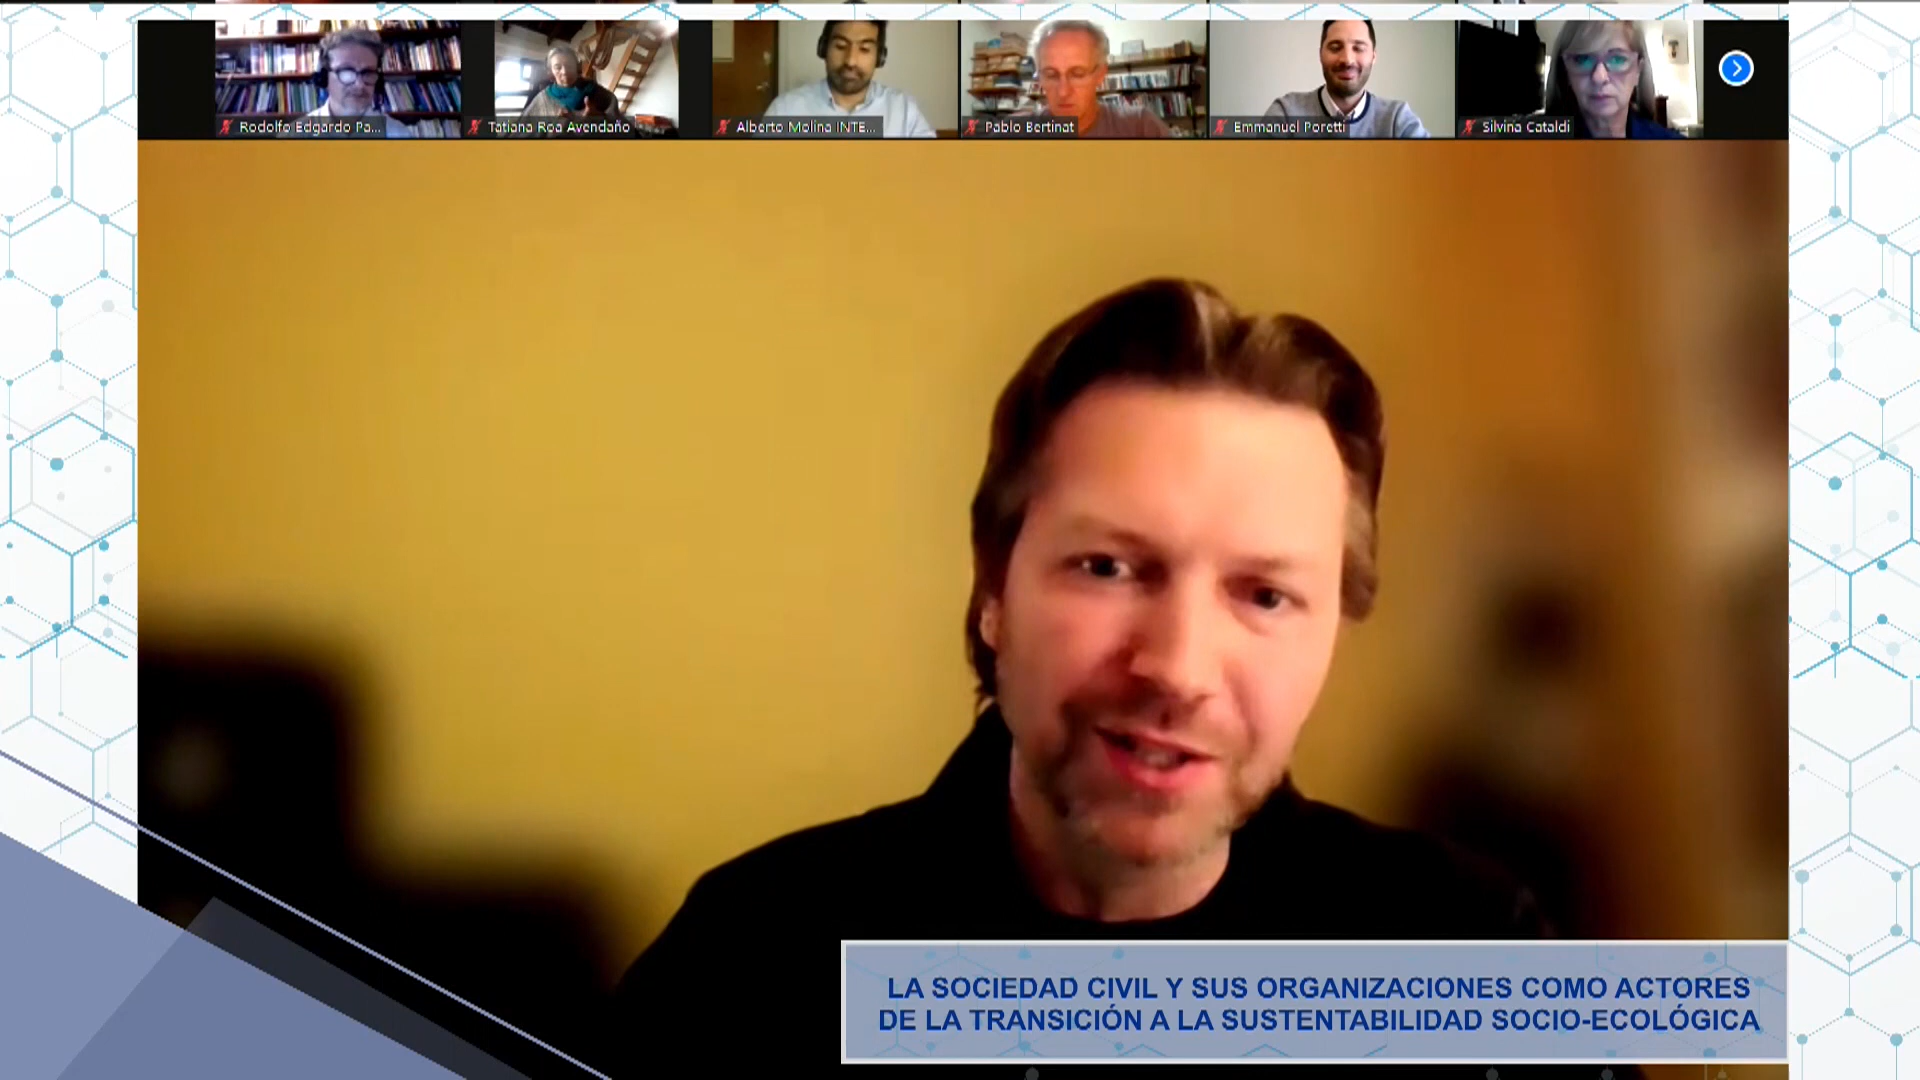 Rodolfo Edgardo Pa...
Tatiana Roa Avendaño
Alberto Molina INTE...
Pablo Bertinat
Emmanuel Poretti
Silvina Cataldi
LA SOCIEDAD CIVIL Y SUS ORGANIZACIONES COMO ACTORES
DE LA TRANSICIÓN A LA SUSTENTABILIDAD SOCIO-ECOLÓGICA